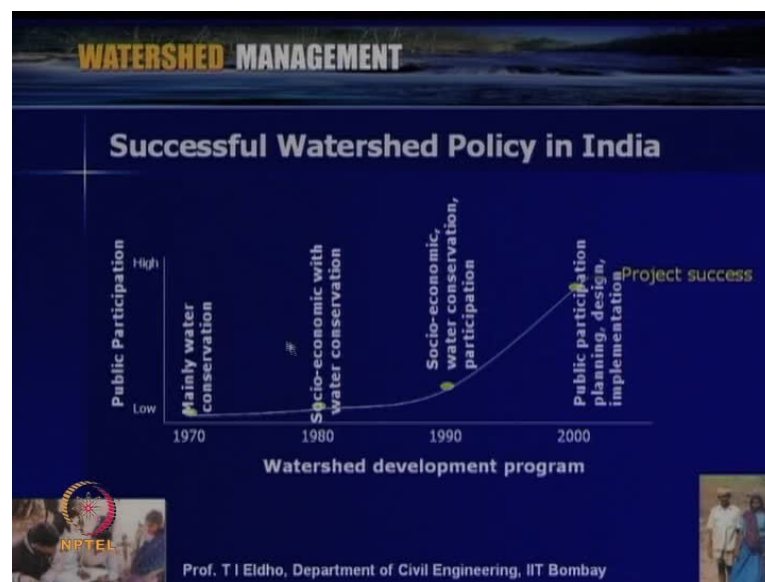 WATERSHED MANAGEMENT
Successful Watershed Policy in India
Public Participation
High
Low
Mainly water
conservation
Socio-economic with
water conservation
Socio-economic,
water conservation,
participation
Public participation
planning, design,
implementation
Project success
1970
1980
1990
2000
Watershed development program
NPTEL
Prof. T I Eldho, Department of Civil Engineering, IIT Bombay